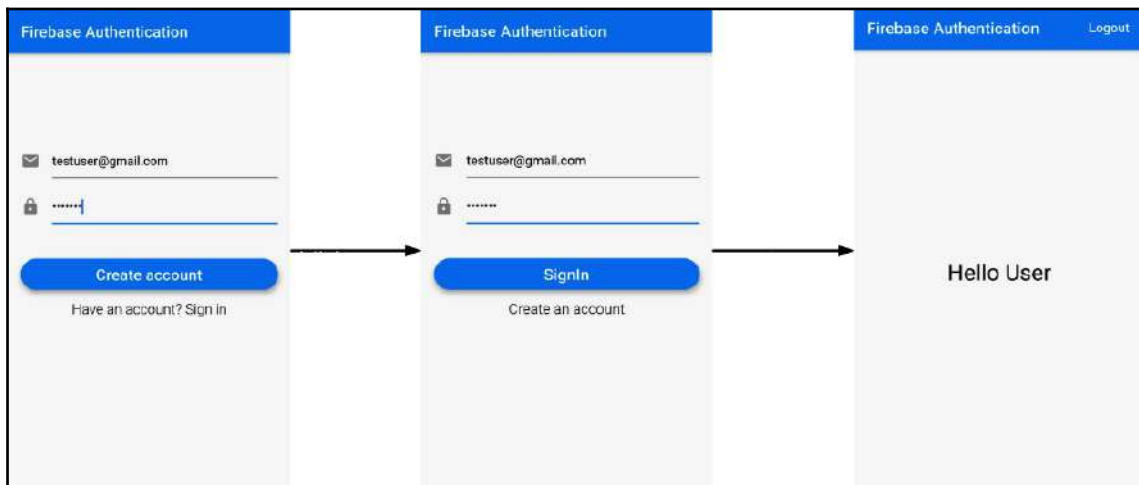 Firebase Authentication
testuser@gmail.com
Create account
Have an account? Sign in
Firebase Authentication
testuser@gmail.com
SignIn
Create an account
Firebase Authentication
Logout
Hello User